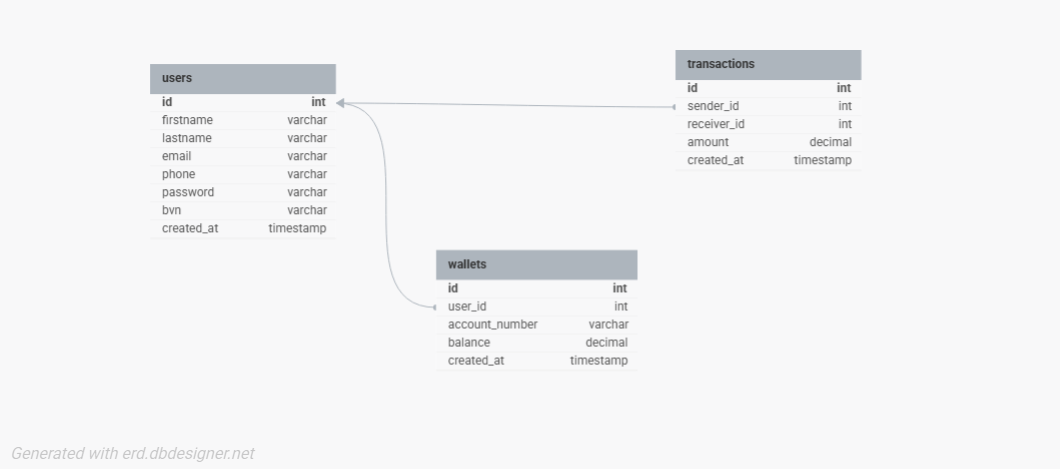 users
id int
firstname varchar
lastname varchar
email varchar
phone varchar
password varchar
bvn varchar
created_at timestamp
transactions
id int
sender_id int
receiver_id int
amount decimal
created_at timestamp
wallets
id int
user_id int
account_number varchar
balance decimal
created_at timestamp
Generated with erd.dbdesigner.net